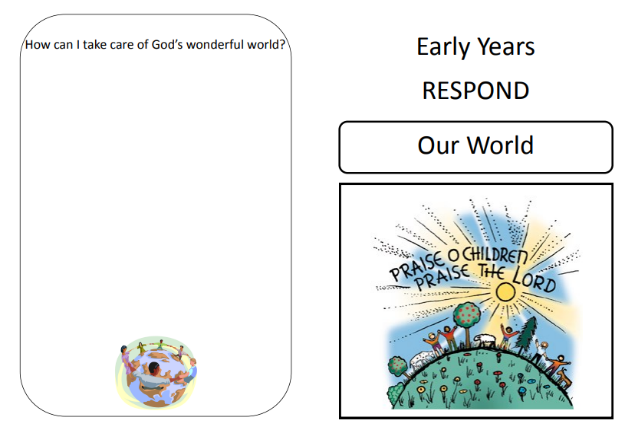 How can I take care of God's wonderful world?
Early Years
RESPOND
Our World
PRAISE O CHILDREN
PRAISE THE LORD